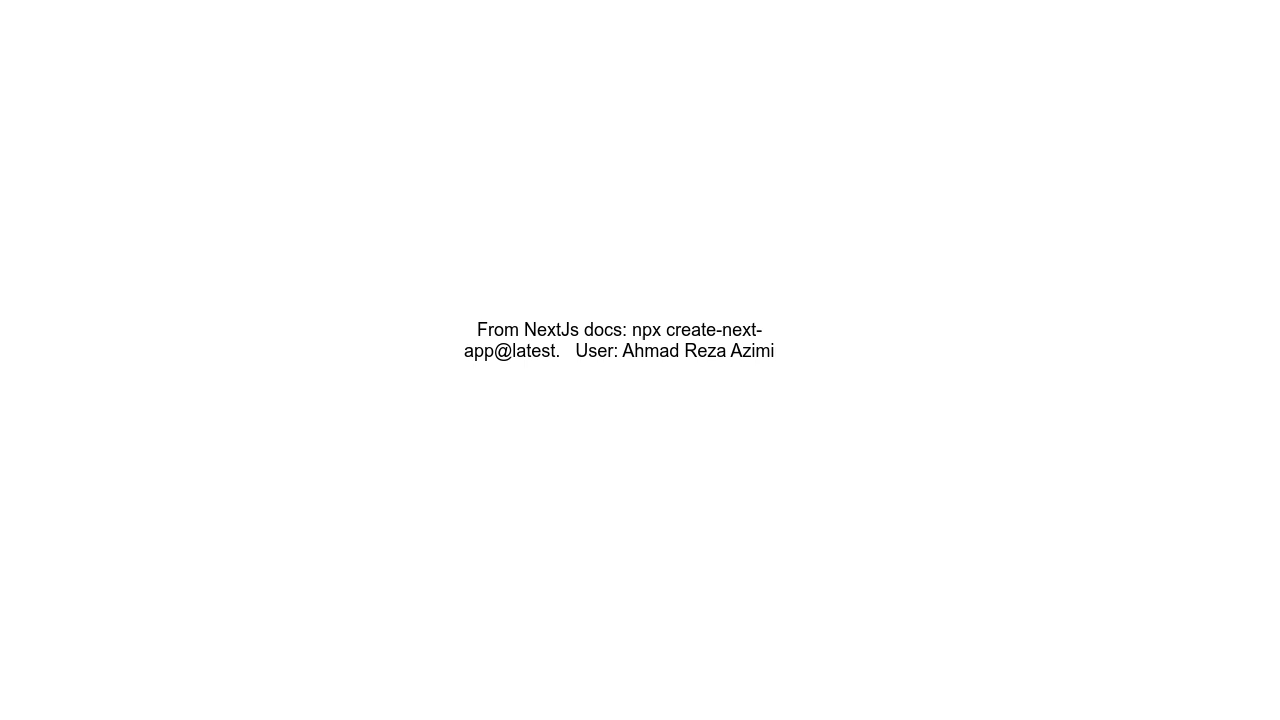 From NextJs docs: npx create-next-
app@latest.   User: Ahmad Reza Azimi